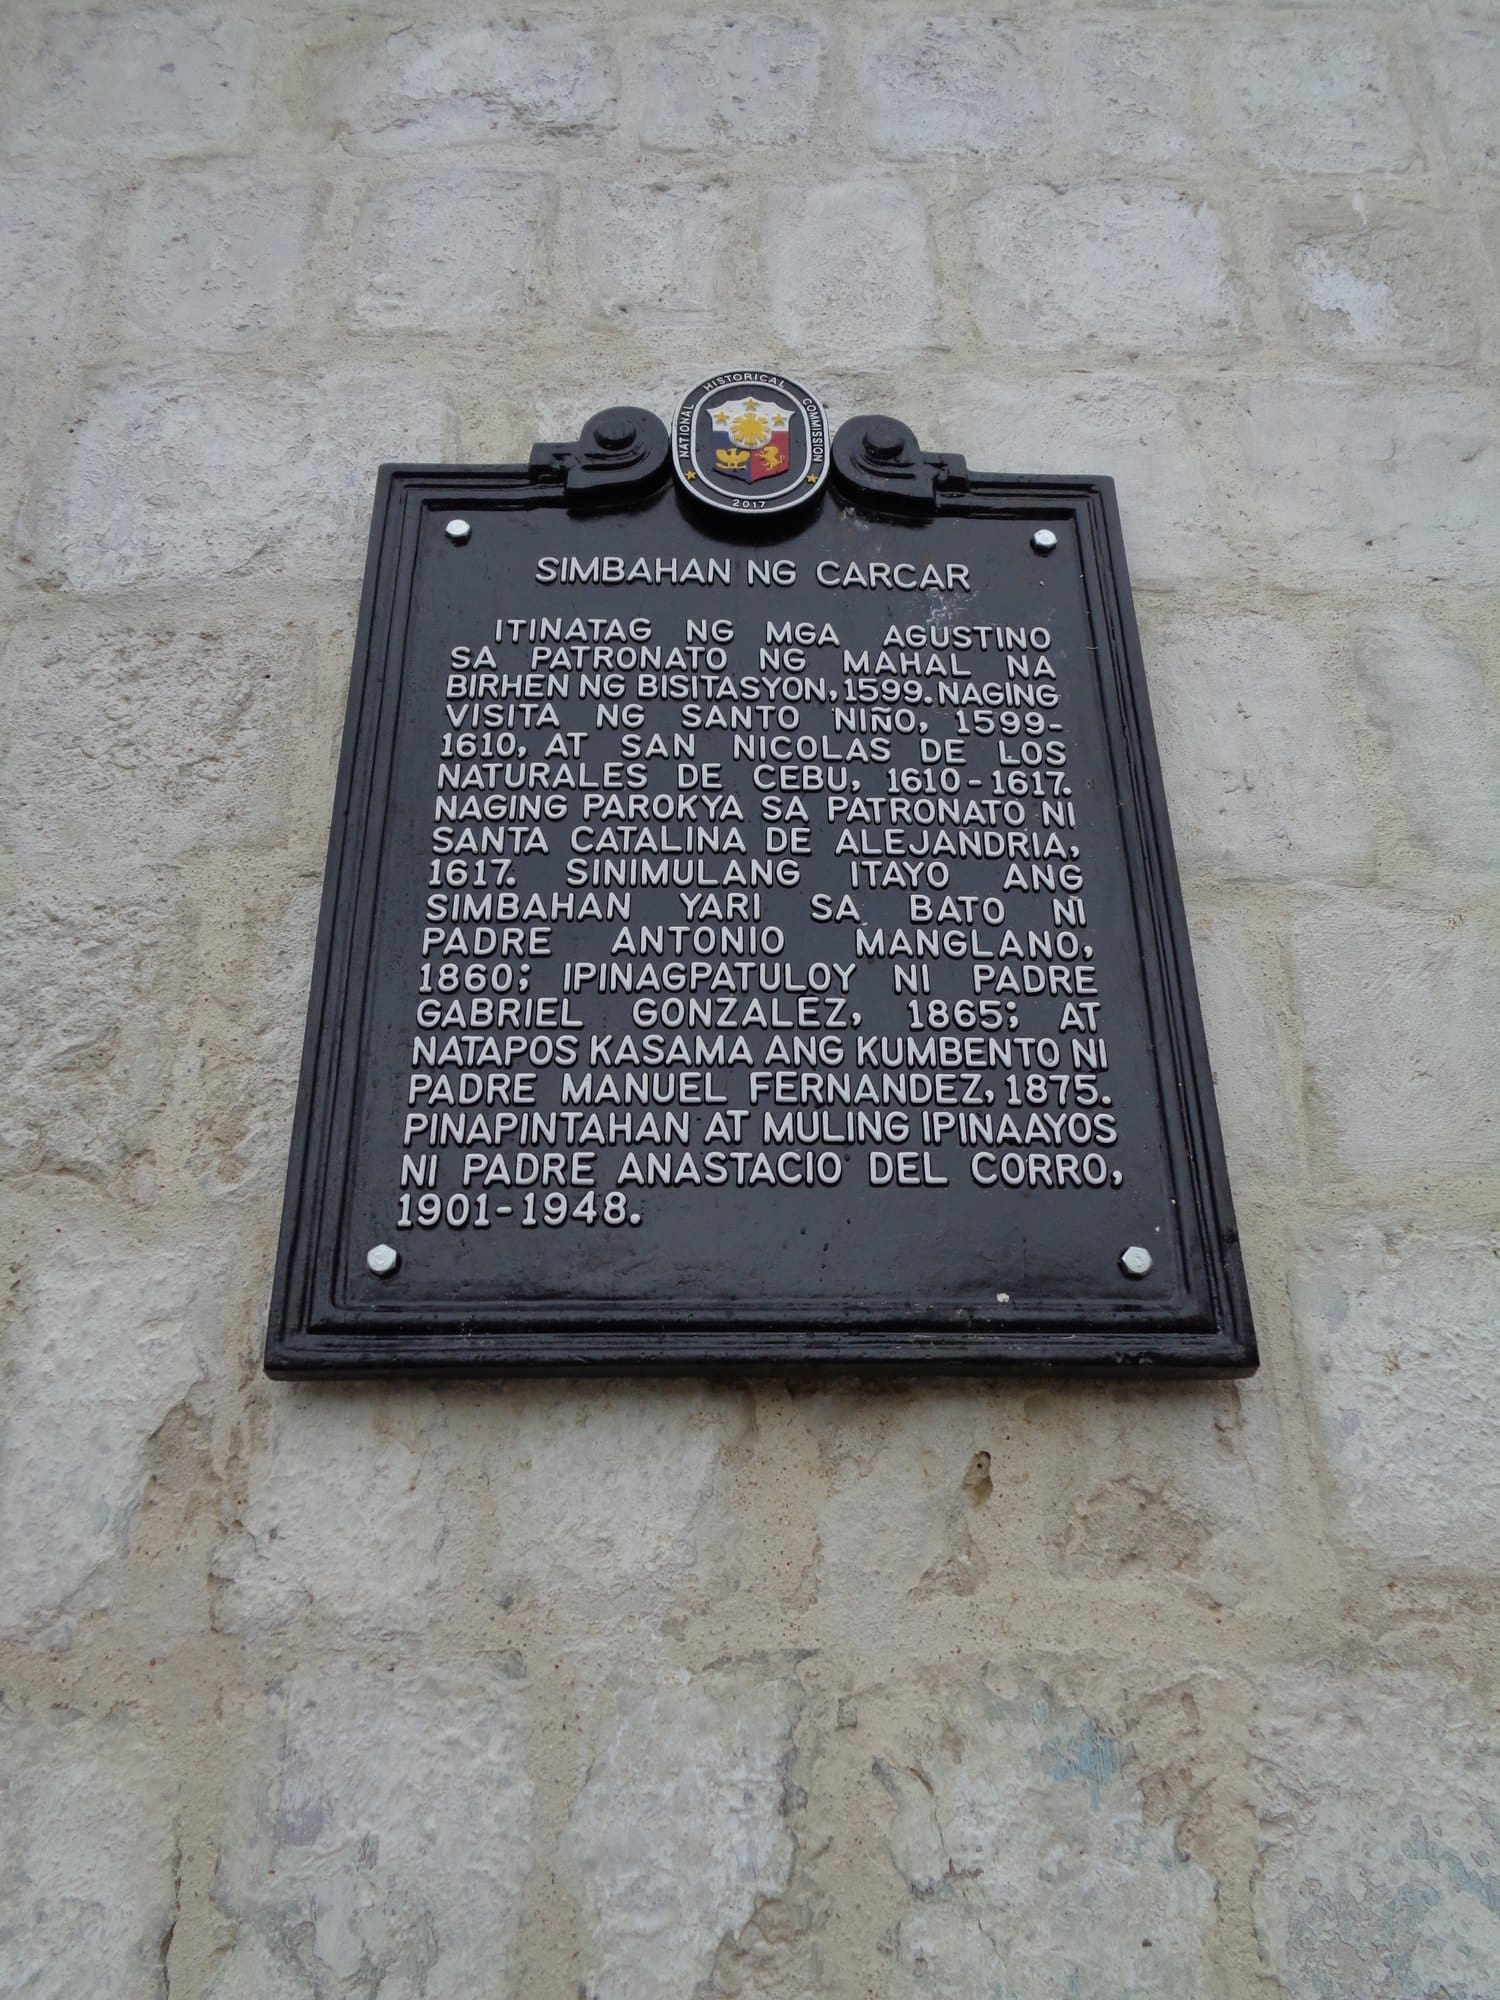 NATIONAL HISTORICAL COMMISSION
2017
SIMBAHAN NG CARCAR
ITINATAG NG MGA AGUSTINO
SA PATRONATO NG MAHAL NA
BIRHEN NG BISITASYON, 1599. NAGING
VISITA NG SANTO NIÑO, 1599-
1610, AT SAN NICOLAS DE LOS
NATURALES DE CEBU, 1610-1617.
NAGING PAROKYA SA PATRONATO NI
SANTA CATALINA DE ALEJANDRIA,
1617. SINIMULANG ITAYO ANG
SIMBAHAN YARI SA BATO NI
PADRE ANTONIO MANGLANO,
1860; IPINAGPATULOY NI PADRE
GABRIEL GONZALEZ, 1865; AT
NATAPOS KASAMA ANG KUMBENTO NI
PADRE MANUEL FERNANDEZ, 1875.
PINAPINTAHAN AT MULING IPINAAYOS
NI PADRE ANASTACIO DEL CORRO,
1901-1948.